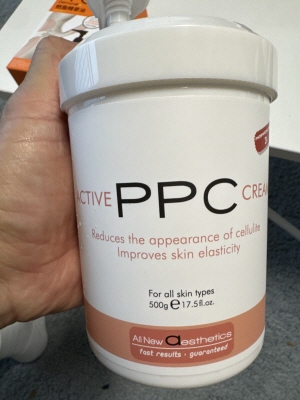 ACTIVE PPC CREAM
Reduces the appearance of cellulite
Improves skin elasticity
For all skin types
500g e 17.5fl.oz.
All New aesthetics
fast results · guaranteed